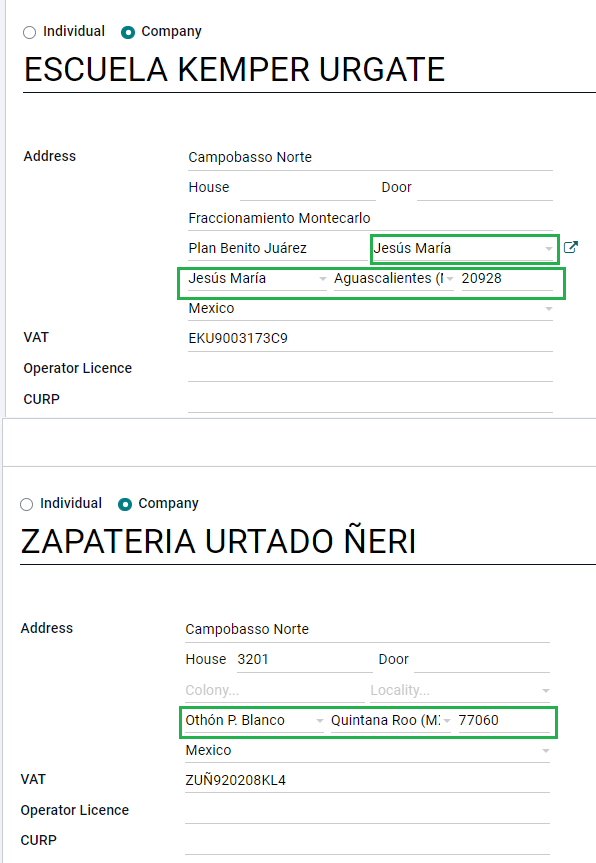 Individual Company
ESCUELA KEMPER URGATE
Address Campobasso Norte
House Door
Fraccionamiento Montecarlo
Plan Benito Juárez Jesús María
Jesús María Aguascalientes (M 20928
Mexico
VAT EKU9003173C9
Operator Licence
CURP
Individual Company
ZAPATERIA URTADO ÑERI
Address Campobasso Norte
House 3201 Door
Colony... Locality...
Othón P. Blanco Quintana Roo (MX 77060
Mexico
VAT ZUÑ920208KL4
Operator Licence
CURP